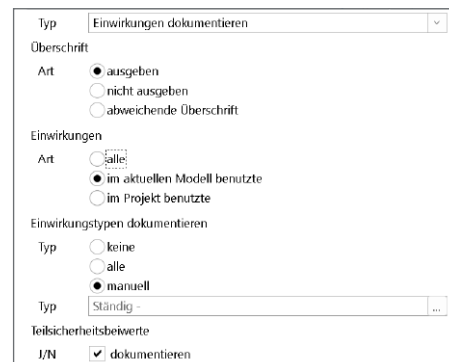 Typ Einwirkungen dokumentieren
Überschrift
Art ausgeben
nicht ausgeben
abweichende Überschrift
Einwirkungen
Art alle
im aktuellen Modell benutzte
im Projekt benutzte
Einwirkungstypen dokumentieren
Typ keine
alle
manuell
Typ Ständig - ...
Teilsicherheitsbeiwerte
J/N dokumentieren